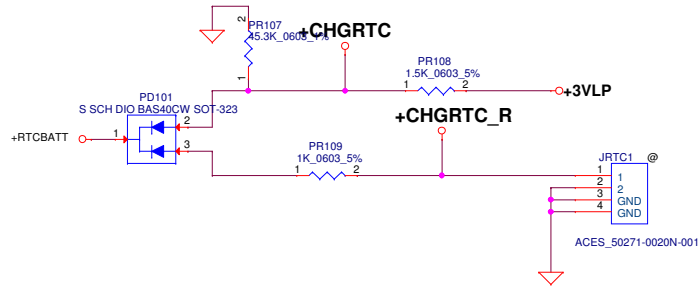 2
PR107
45.3K_0603_1%
+CHGRTC
1
PR108
1.5K_0603_5%
1
2
+3VLP
PD101
S SCH DIO BAS40CW SOT-323
2
+RTCBATT
1
3
+CHGRTC_R
PR109
1K_0603_5%
1
2
JRTC1
@
1
1
2
2
3
GND
4
GND
ACES_50271-0020N-001